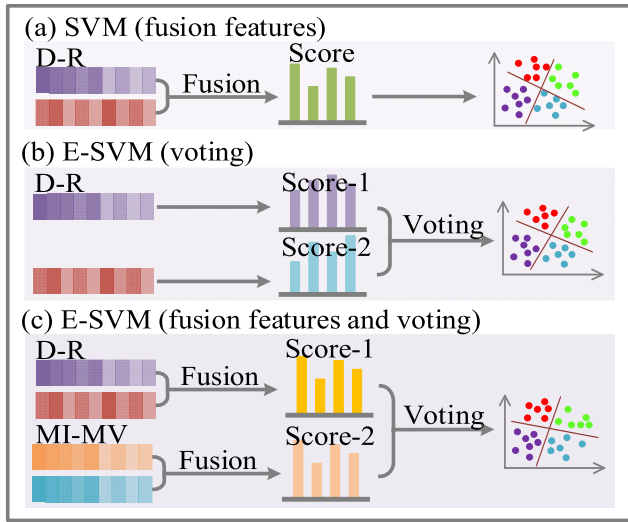 (a) SVM (fusion features)
D-R
Fusion
Score
(b) E-SVM (voting)
D-R
Score-1
Score-2
Voting
(c) E-SVM (fusion features and voting)
D-R
Fusion
Score-1
MI-MV
Fusion
Score-2
Voting